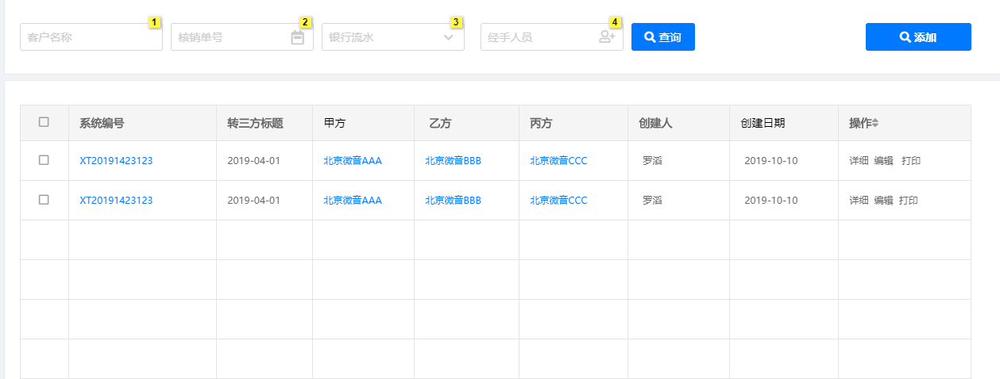 1 2 3 4
客户名称 核销单号 银行流水 经手人员 查询 添加
系统编号 转三方标题 甲方 乙方 丙方 创建人 创建日期 操作
XT20191423123 2019-04-01 北京微音AAA 北京微音BBB 北京微音CCC 罗滔 2019-10-10 详细 编辑 打印
XT20191423123 2019-04-01 北京微音AAA 北京微音BBB 北京微音CCC 罗滔 2019-10-10 详细 编辑 打印